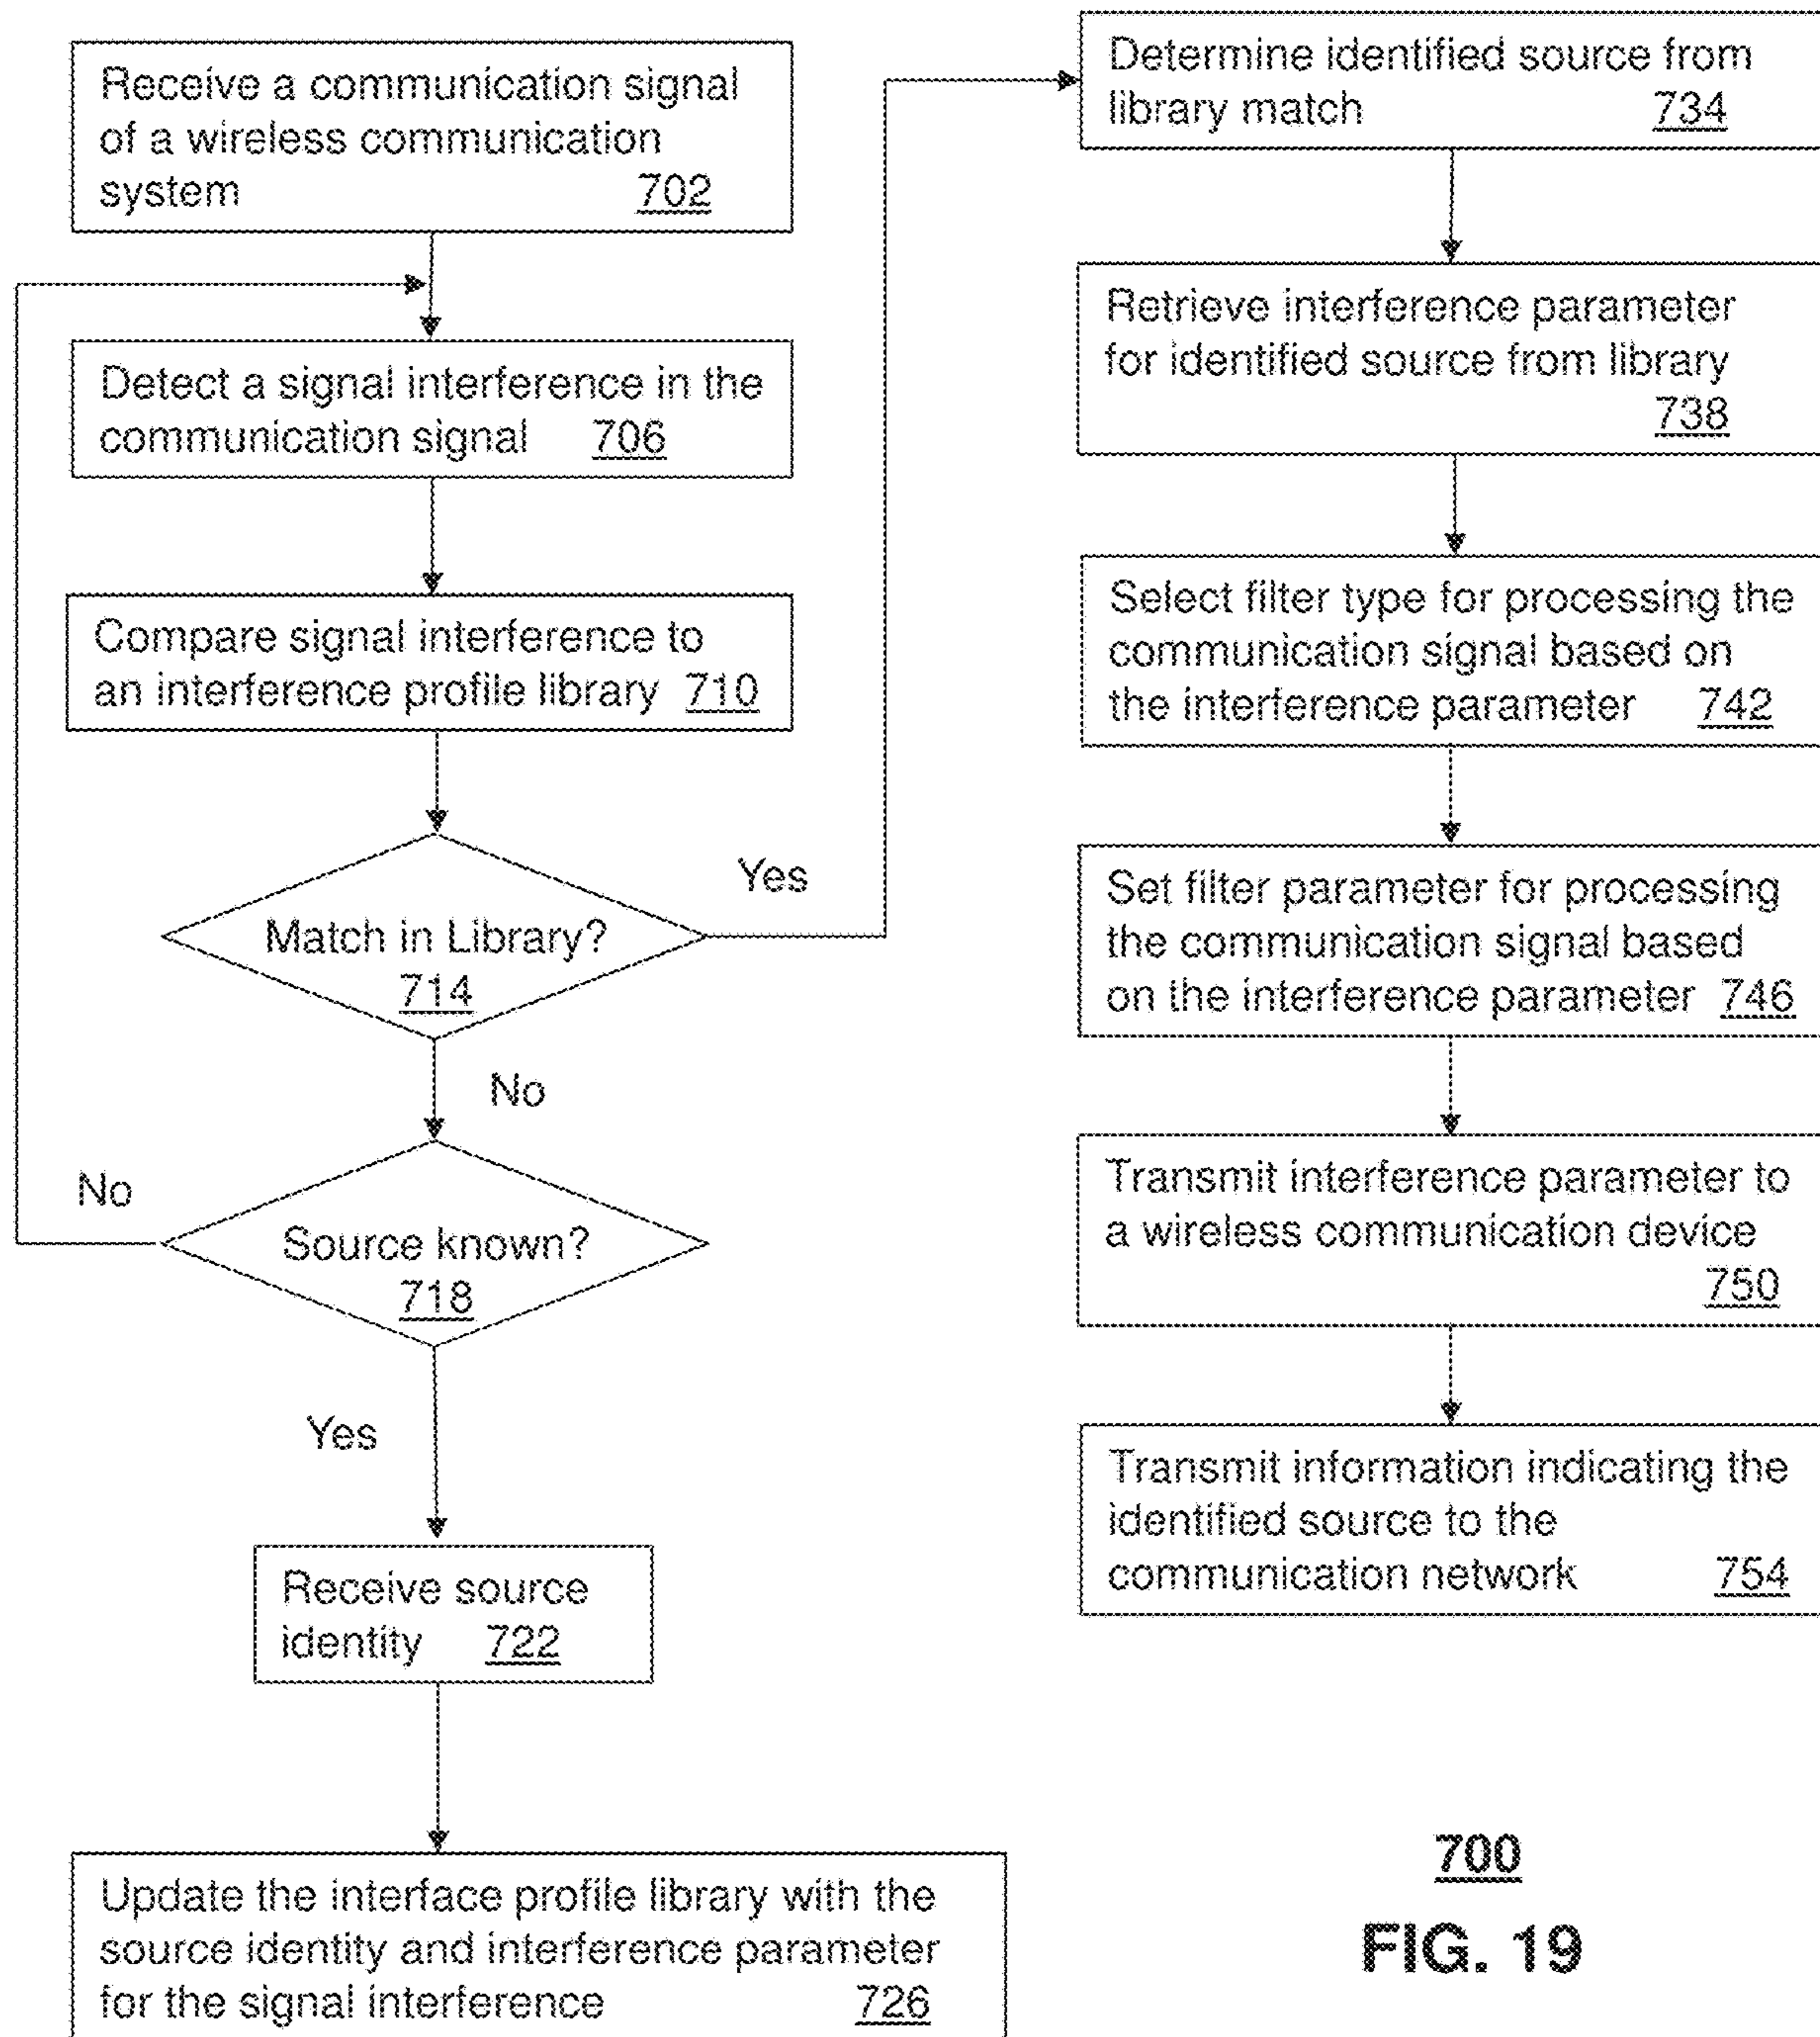 Receive a communication signal
of a wireless communication
system 702
Detect a signal interference in the
communication signal 706
Compare signal interference to
an interference profile library 710
Yes
Match in Library?
714
No
No
Source known?
718
Yes
Receive source
identity 722
Update the interface profile library with the
source identity and interference parameter
for the signal interference 726
Determine identified source from
library match 734
Retrieve interference parameter
for identified source from library
738
Select filter type for processing the
communication signal based on
the interference parameter 742
Set filter parameter for processing
the communication signal based
on the interference parameter 746
Transmit interference parameter to
a wireless communication device
750
Transmit information indicating the
identified source to the
communication network 754
700
FIG. 19